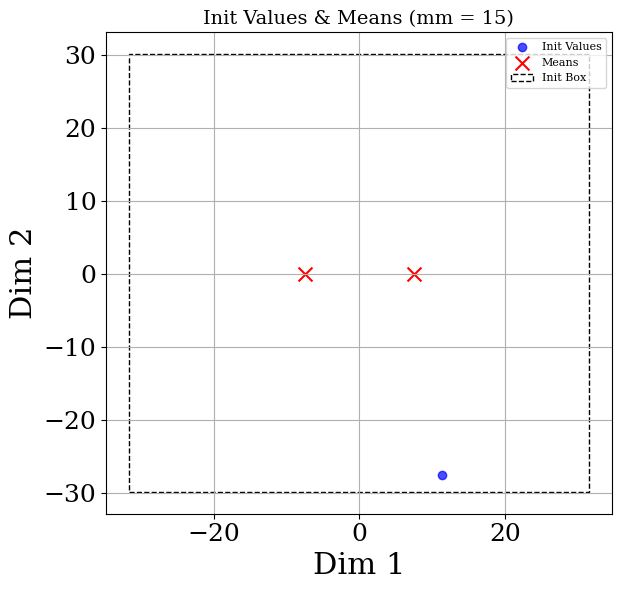 Init Values & Means (mm = 15)
Init Values
Means
Init Box
30
20
10
0
−10
−20
−30
Dim 2
−20
0
20
Dim 1